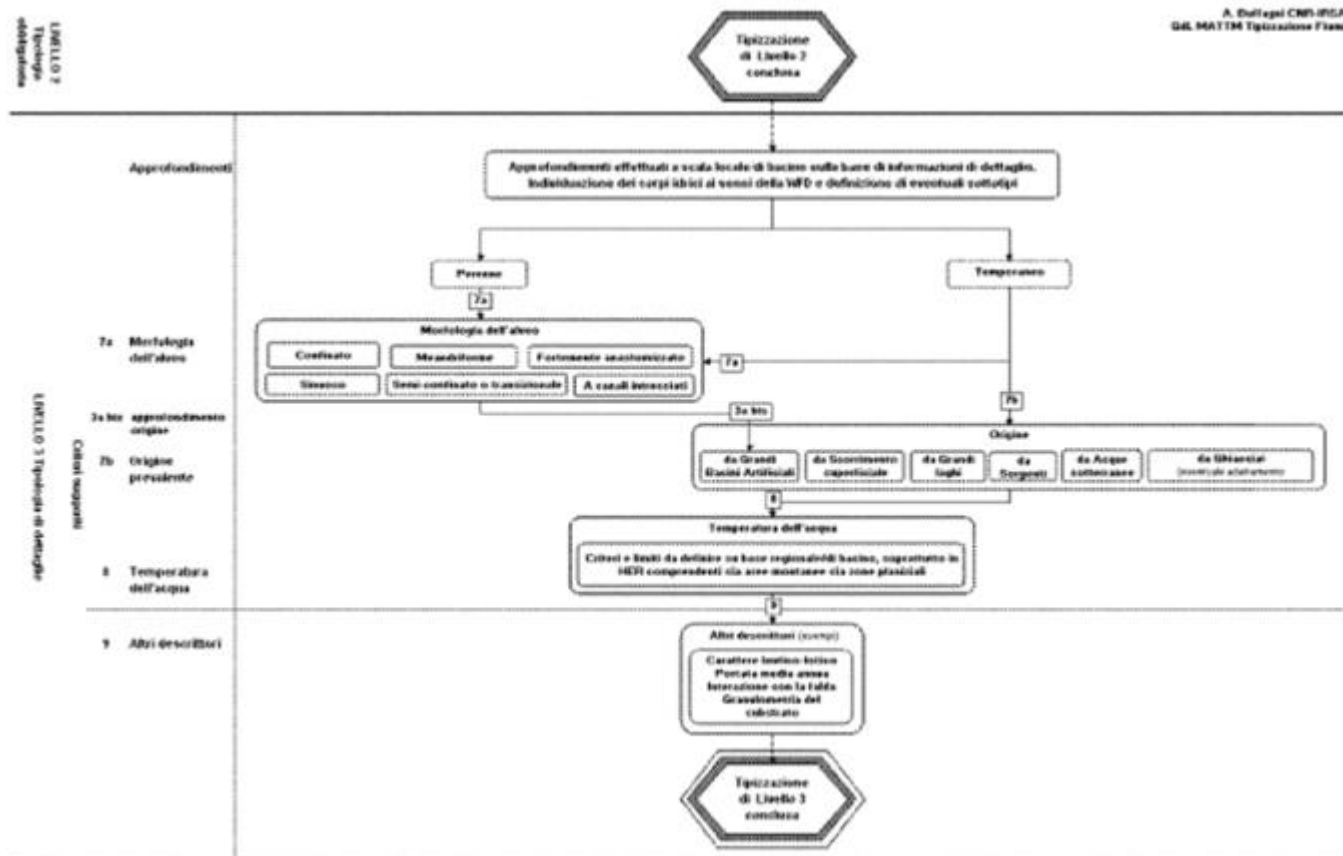 LIVELLO 2
Tipologia
obbligatoria
A. Buffagni CNR-IRSA
GdL MATTM Tipizzazione Fiumi
Tipizzazione
di Livello 2
conclusa
Approfondimenti
Approfondimenti effettuati a scala locale/di bacino sulla base di informazioni di dettaglio.
Individuazione dei corpi idrici ai sensi della WFD e definizione di eventuali sottotipi
Perenne
Temporaneo
7a
7a Morfologia
dell'alveo
Morfologia dell'alveo
Confinato
Meandriforme
Fortemente anastomizzato
Sinuoso
Semi confinato o transizionale
A canali intrecciati
7a
7b
3a bis
3a bis approfondimento
origine
7b Origine
prevalente
Origine
da Grandi
Bacini Artificiali
da Scorrimento
superficiale
da Grandi
laghi
da
Sorgenti
da Acque
sotterranee
da Ghiacciai
LIVELLO 3 Tipologia di dettaglio
8
8 Temperatura
dell'acqua
Temperatura dell'acqua
Criteri e limiti da definire su base regionale/di bacino, soprattutto in
HER comprendenti sia aree montane sia zone planiziali
9
9 Altri descrittori
Altri descrittori (esempi)
Carattere lentico-lotico
Portata media annua
Interazione con la falda
Granulometria del
substrato
Tipizzazione
di Livello 3
conclusa